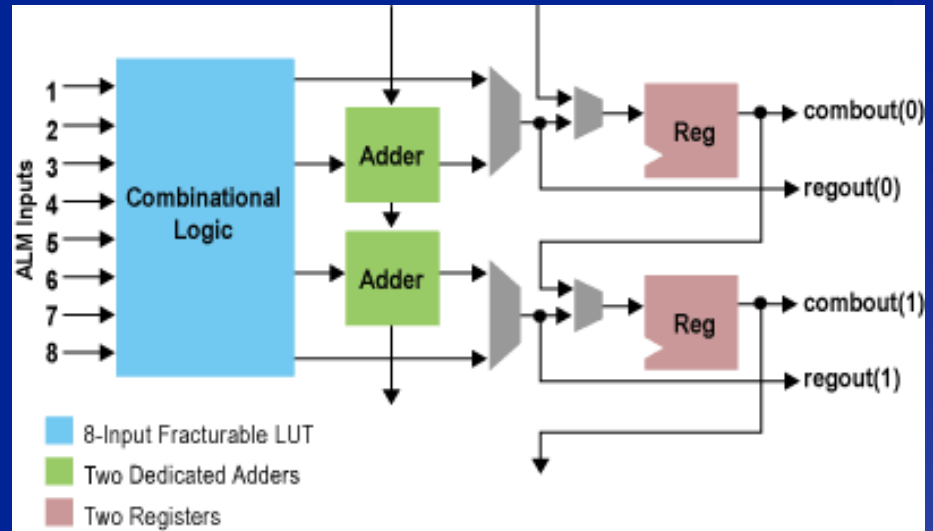 ALM Inputs
1
2
3
4
5
6
7
8
Combinational
Logic
Adder
Adder
Reg
combout(0)
regout(0)
Reg
combout(1)
regout(1)
8-Input Fracturable LUT
Two Dedicated Adders
Two Registers